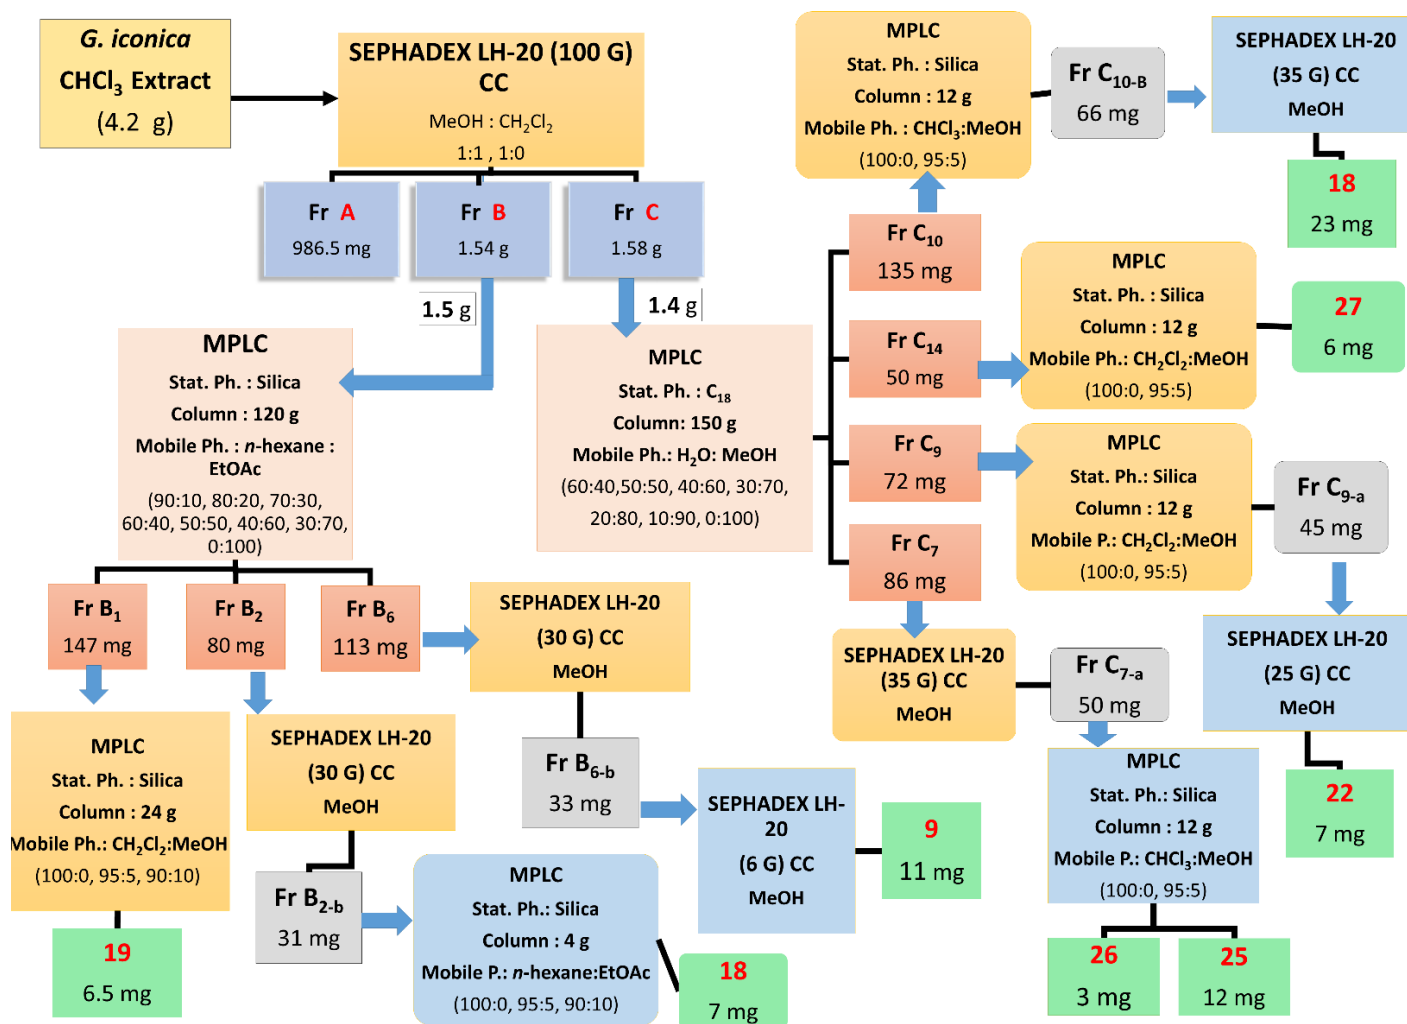 G. iconica
CHCl₃ Extract
(4.2 g)
SEPHADEX LH-20 (100 G)
CC
MeOH : CH₂Cl₂
1:1 , 1:0
Fr A
986.5 mg
Fr B
1.54 g
Fr C
1.58 g
1.5 g
1.4 g
MPLC
Stat. Ph. : Silica
Column : 120 g
Mobile Ph. : n-hexane :
EtOAc
(90:10, 80:20, 70:30,
60:40, 50:50, 40:60, 30:70,
0:100)
MPLC
Stat. Ph. : C₁₈
Column: 150 g
Mobile Ph.: H₂O: MeOH
(60:40,50:50, 40:60, 30:70,
20:80, 10:90, 0:100)
Fr B₁
147 mg
Fr B₂
80 mg
Fr B₆
113 mg
MPLC
Stat. Ph. : Silica
Column : 24 g
Mobile Ph.: CH₂Cl₂:MeOH
(100:0, 95:5, 90:10)
19
6.5 mg
SEPHADEX LH-20
(30 G) CC
MeOH
Fr B₂₋b
31 mg
MPLC
Stat. Ph.: Silica
Column : 4 g
Mobile P.: n-hexane:EtOAc
(100:0, 95:5, 90:10)
18
7 mg
SEPHADEX LH-20
(30 G) CC
MeOH
Fr B₆₋b
33 mg
SEPHADEX LH-
20
(6 G) CC
MeOH
9
11 mg
Fr C₁₀
135 mg
MPLC
Stat. Ph. : Silica
Column : 12 g
Mobile Ph. : CHCl₃:MeOH
(100:0, 95:5)
Fr C₁₀₋B
66 mg
SEPHADEX LH-20
(35 G) CC
MeOH
18
23 mg
Fr C₁₄
50 mg
MPLC
Stat. Ph. : Silica
Column : 12 g
Mobile Ph.: CH₂Cl₂:MeOH
(100:0, 95:5)
27
6 mg
Fr C₉
72 mg
MPLC
Stat. Ph.: Silica
Column : 12 g
Mobile P.: CH₂Cl₂:MeOH
(100:0, 95:5)
Fr C₉₋a
45 mg
SEPHADEX LH-20
(25 G) CC
MeOH
22
7 mg
Fr C₇
86 mg
SEPHADEX LH-20
(35 G) CC
MeOH
Fr C₇₋a
50 mg
MPLC
Stat. Ph.: Silica
Column : 12 g
Mobile P.: CHCl₃:MeOH
(100:0, 95:5)
26
3 mg
25
12 mg